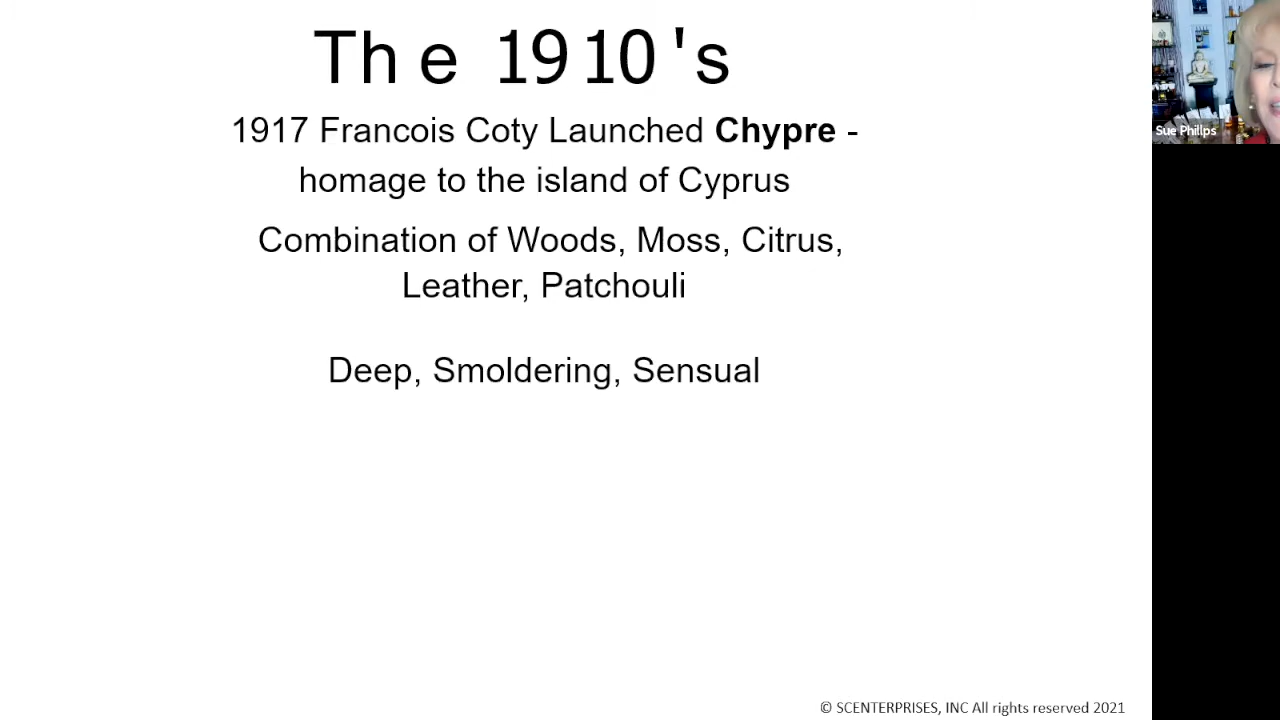 The 1910's
1917 Francois Coty Launched Chypre -
homage to the island of Cyprus
Combination of Woods, Moss, Citrus,
Leather, Patchouli
Deep, Smoldering, Sensual
Sue Phillps
© SCENTERPRISES, INC All rights reserved 2021